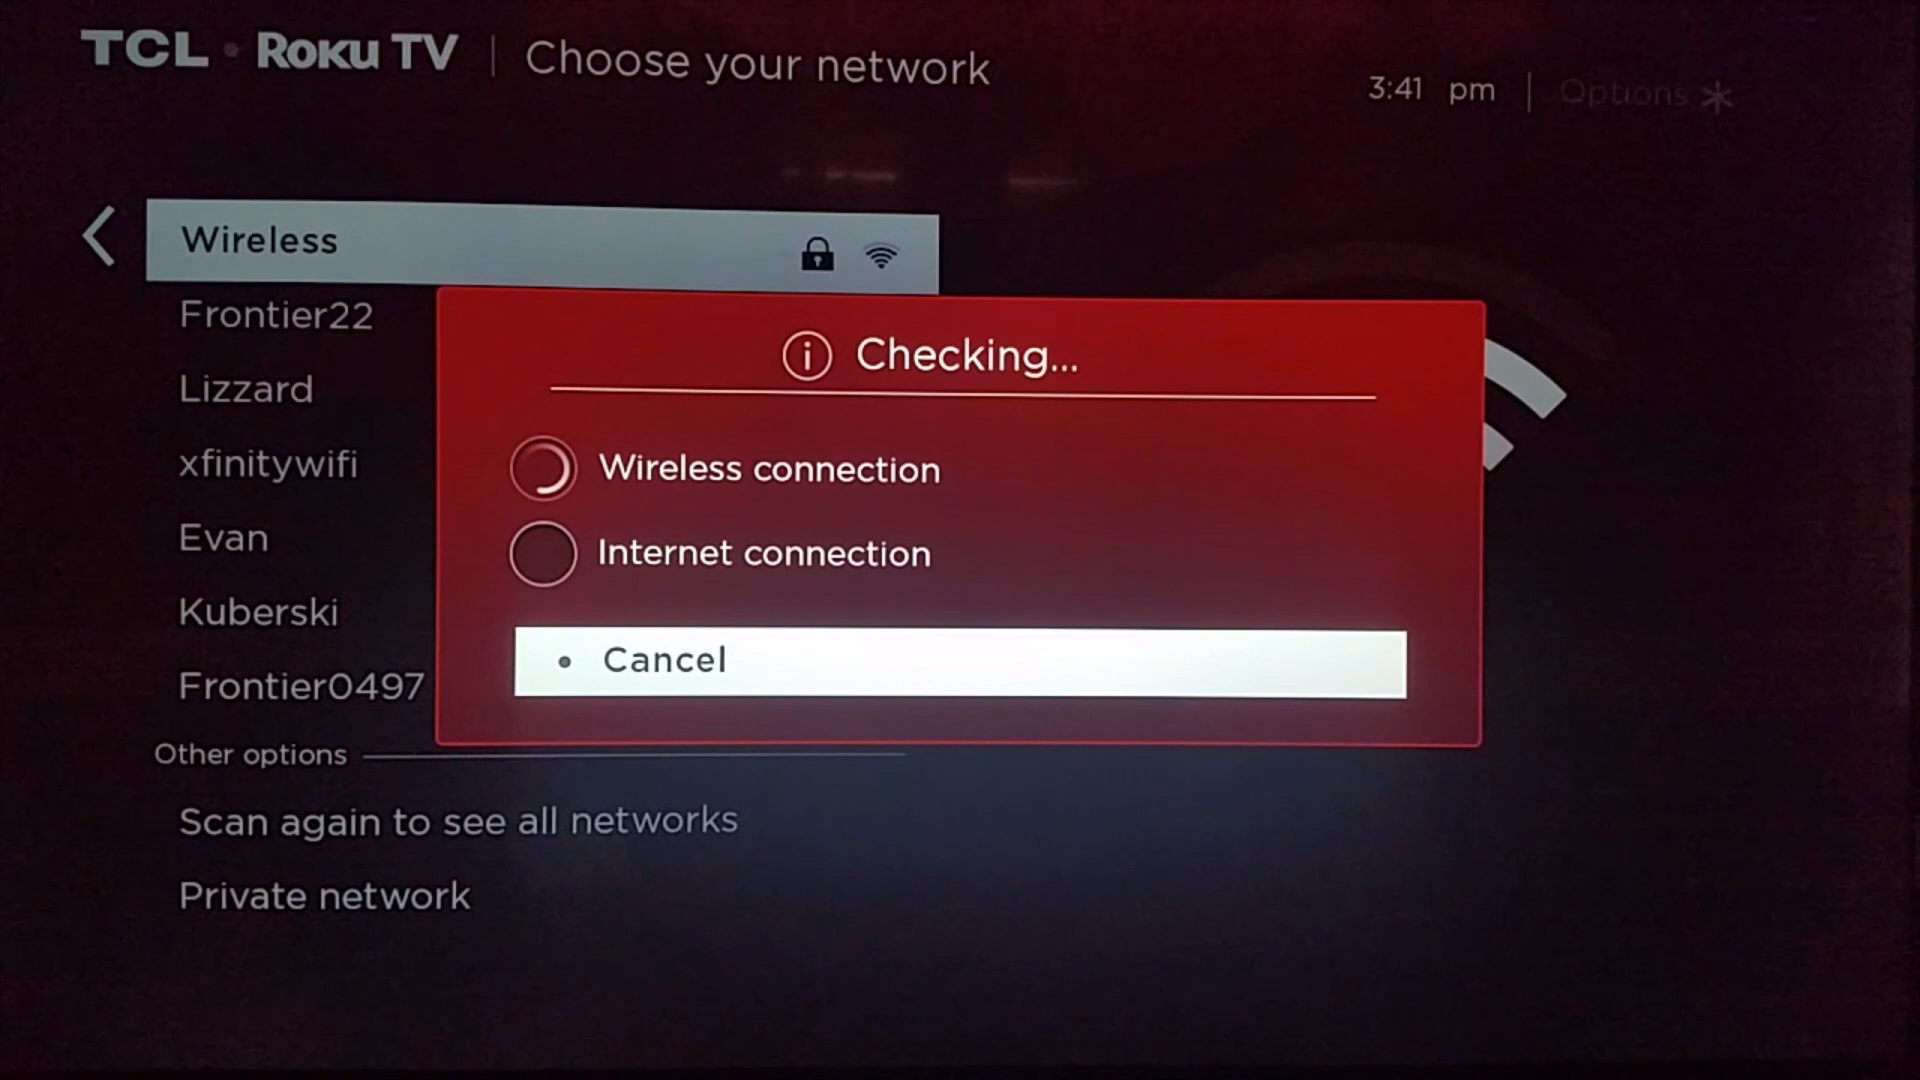 TCL • Roku TV | Choose your network
3:41 pm | Options
Wireless
Frontier22
Lizzard
xfinitywifi
Evan
Kuberski
Frontier0497
Checking...
Wireless connection
Internet connection
• Cancel
Other options
Scan again to see all networks
Private network